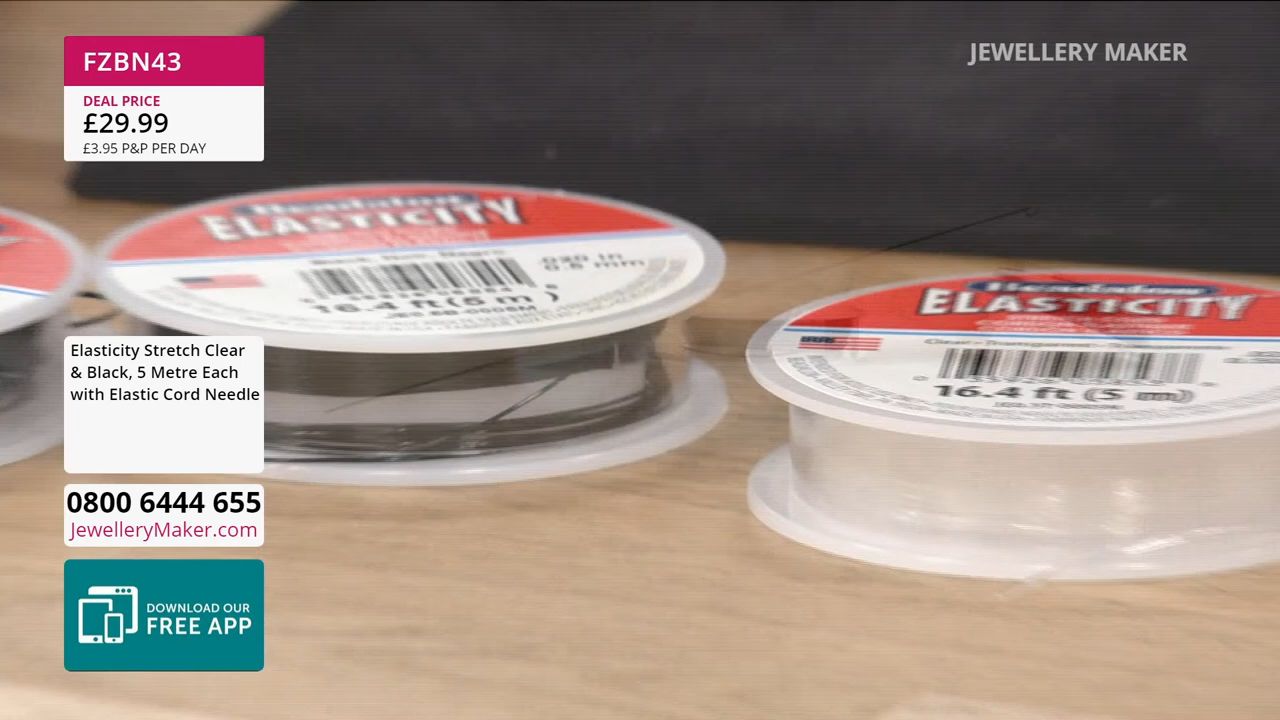 FZBN43
DEAL PRICE
£29.99
£3.95 P&P PER DAY
JEWELLERY MAKER
Beadalon
ELASTICITY
16.4 ft (5 m)
Beadalon
ELASTICITY
16.4 ft (5 m)
Elasticity Stretch Clear
& Black, 5 Metre Each
with Elastic Cord Needle
0800 6444 655
JewelleryMaker.com
DOWNLOAD OUR
FREE APP